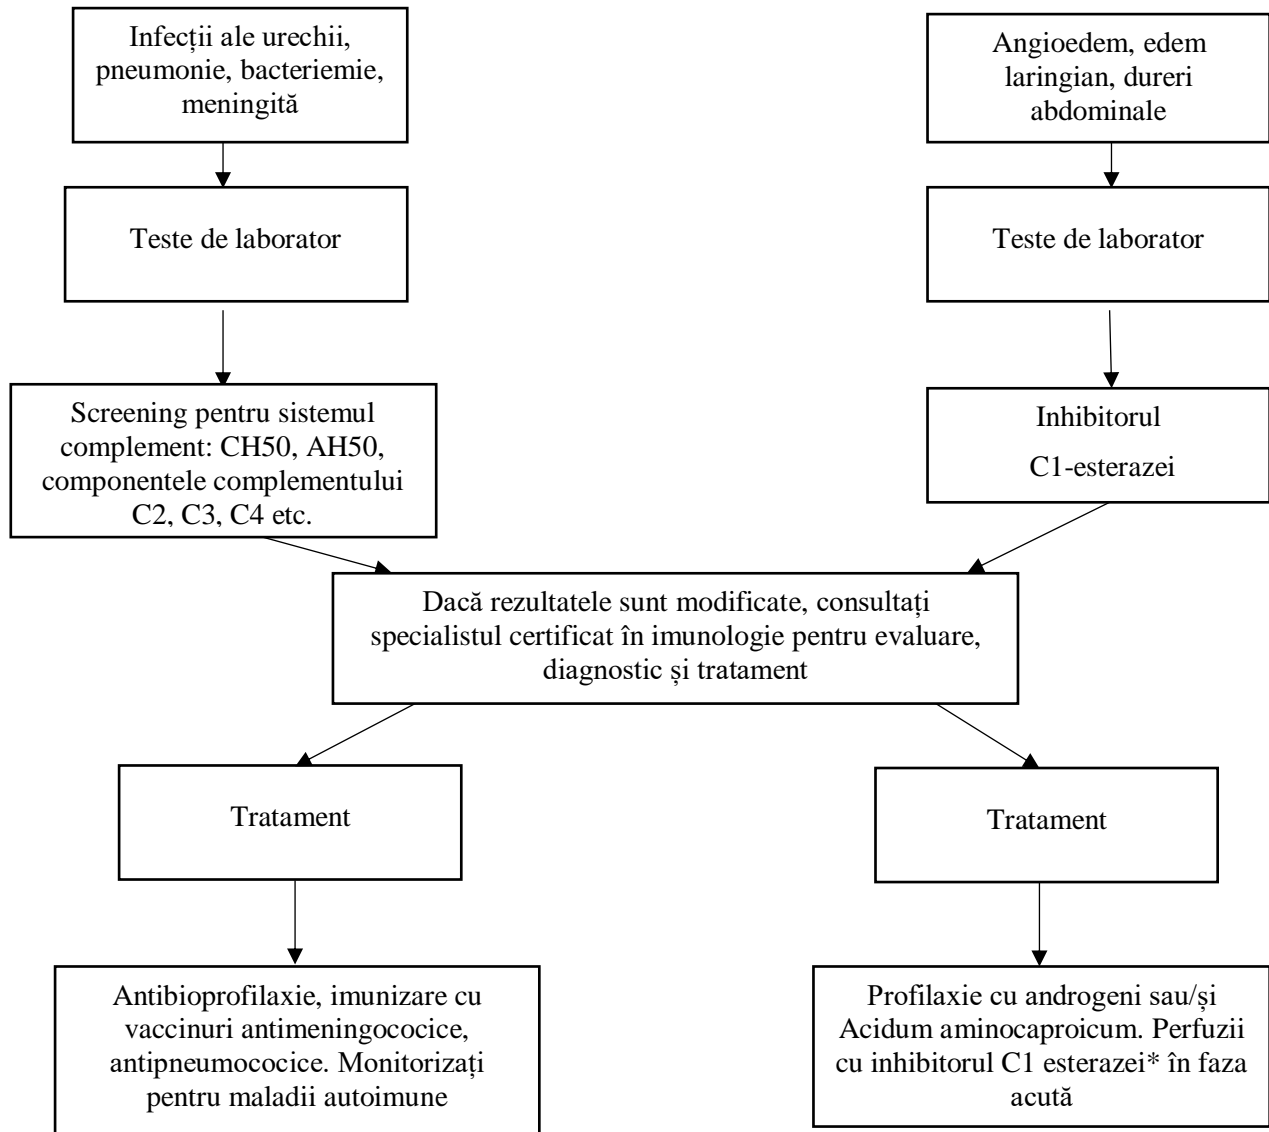 Infecții ale urechii,
pneumonie, bacteriemie,
meningită
Angioedem, edem
laringian, dureri
abdominale
Teste de laborator
Teste de laborator
Screening pentru sistemul
complement: CH50, AH50,
componentele complementului
C2, C3, C4 etc.
Inhibitorul
C1-esterazei
Dacă rezultatele sunt modificate, consultați
specialistul certificat în imunologie pentru evaluare,
diagnostic și tratament
Tratament
Tratament
Antibioprofilaxie, imunizare cu
vaccinuri antimeningococice,
antipneumococice. Monitorizați
pentru maladii autoimune
Profilaxie cu androgeni sau/și
Acidum aminocaproicum. Perfuzii
cu inhibitorul C1 esterazei* în faza
acută